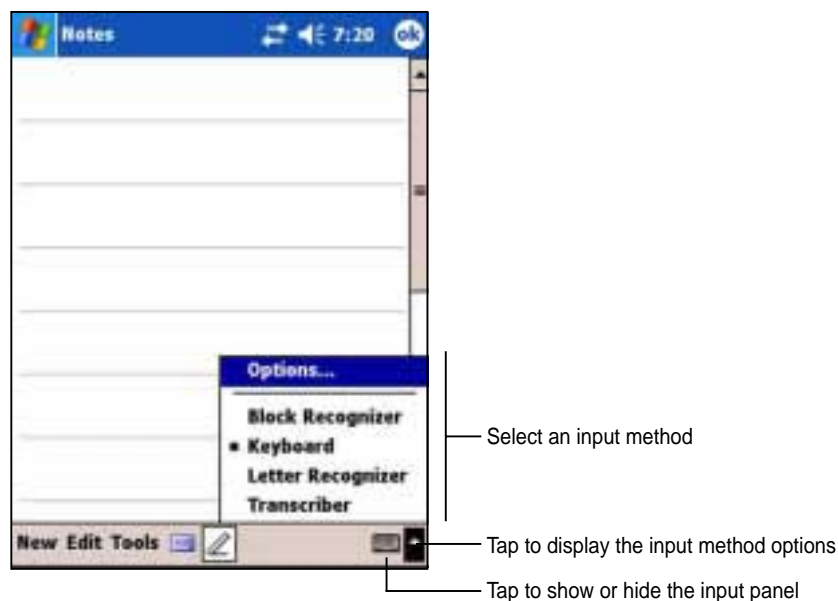 Notes 7:20 ok
Options...
Block Recognizer
Keyboard
Letter Recognizer
Transcriber
Select an input method
New Edit Tools
Tap to display the input method options
Tap to show or hide the input panel